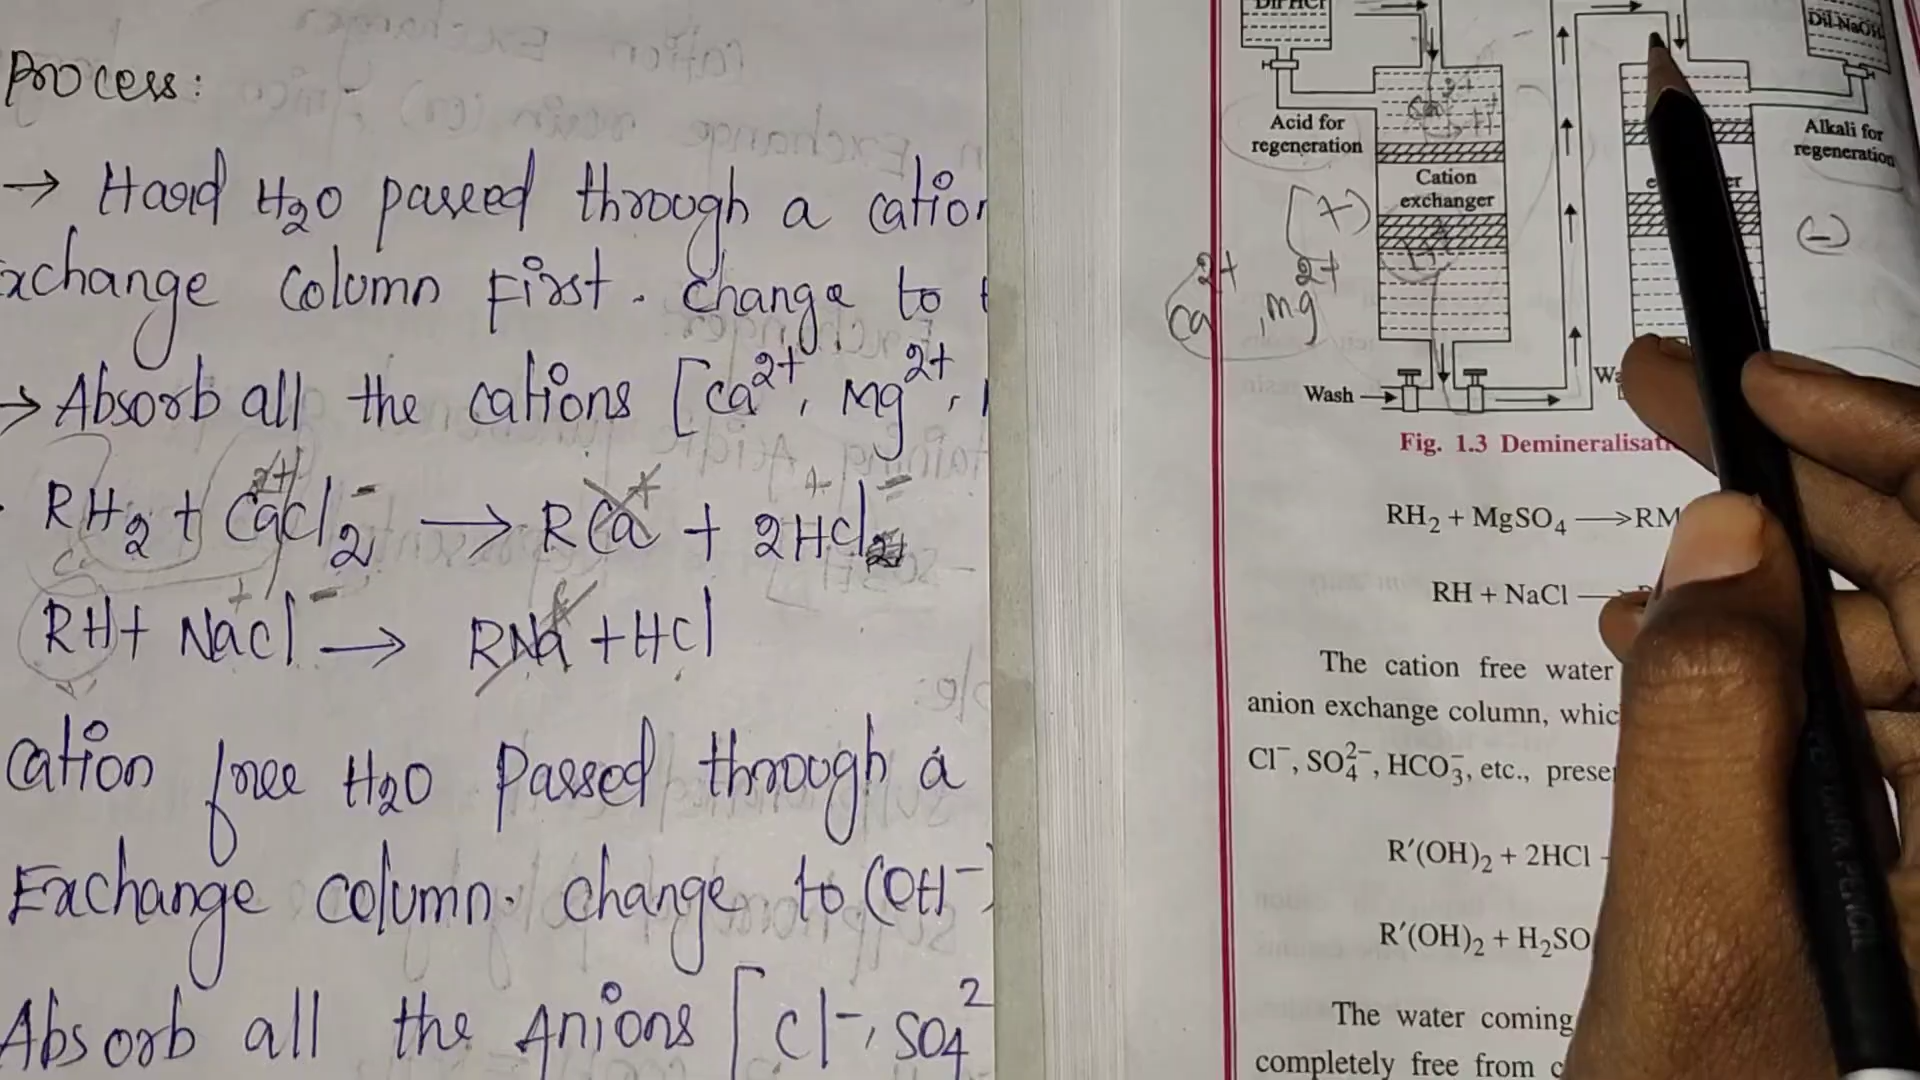 Process:
→ Hard H₂O passed through a cation
xchange column First. change to
→ Absorb all the cations [Ca²⁺, Mg²⁺,
RH₂ + CaCl₂ → RCa + 2HCl
RH + NaCl → RNa + HCl
Cation free H₂O Passed through a
Exchange column. change to (OH⁻)
Absorb all the Anions [Cl⁻, SO₄²
Dil HCl
Dil-NaOH
Acid for
regeneration
Cation
exchanger
Alkali for
regeneration
(+)
(-)
Ca²⁺, Mg²⁺
Wash →
Fig. 1.3 Demineralisati
RH₂ + MgSO₄ → RM
RH + NaCl →
The cation free water
anion exchange column, whic
Cl⁻, SO₄²⁻, HCO₃⁻, etc., prese
R′(OH)₂ + 2HCl
R′(OH)₂ + H₂SO
The water coming
completely free from c